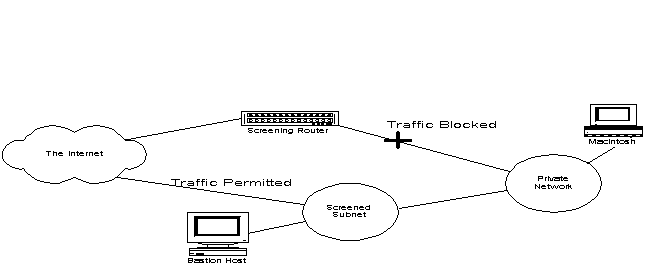 Traffic Blocked
Screening Router
Macintosh
The Internet
Traffic Permitted
Private
Network
Screened
Subnet
Bastion Host